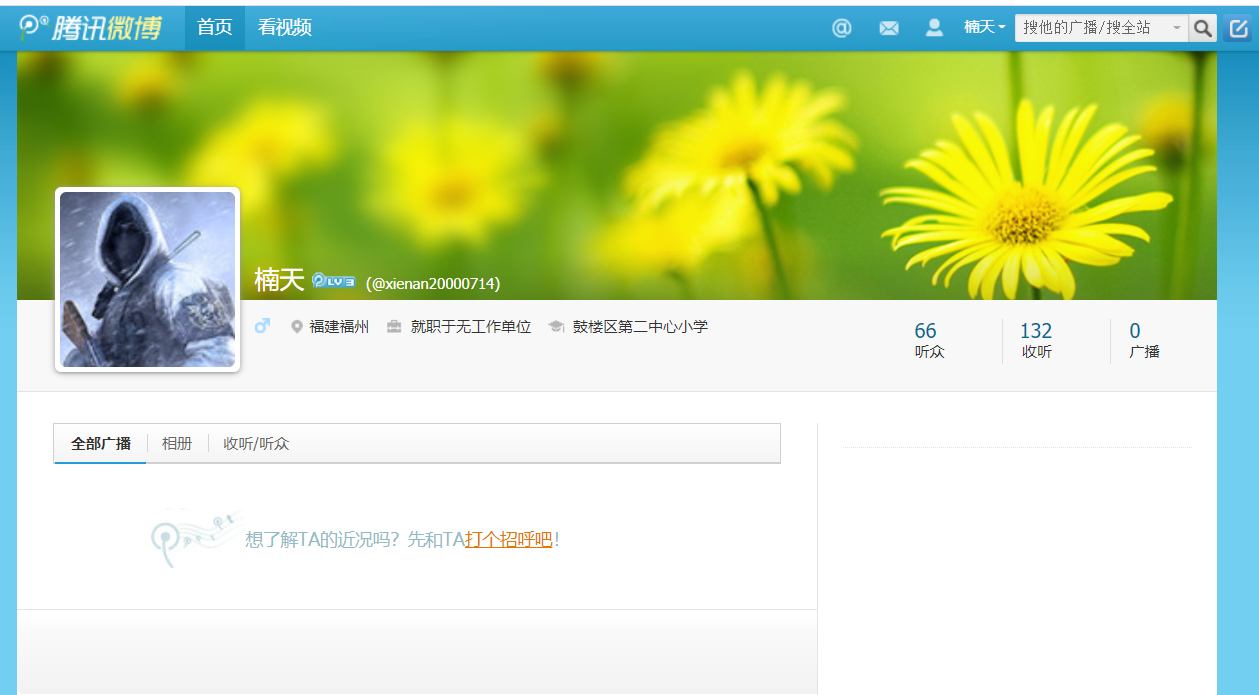 腾讯微博 首页 看视频 @ 楠天 搜他的广播/搜全站
楠天 LV 3 (@xienan20000714)
福建福州 就职于无工作单位 鼓楼区第二中心小学
66 132 0
听众 收听 广播
全部广播 相册 收听/听众
想了解TA的近况吗？先和TA打个招呼吧！